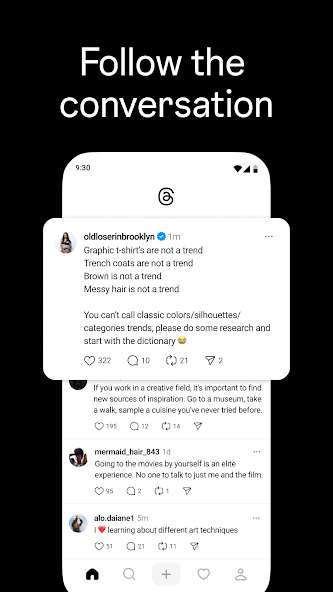 Follow the
conversation
9:30
oldloserinbrooklyn 1m
Graphic t-shirt's are not a trend
Trench coats are not a trend
Brown is not a trend
Messy hair is not a trend
You can't call classic colors/silhouettes/
categories trends, please do some research and
start with the dictionary 😂
322 10 21 2
If you work in a creative field, it's important to find
new sources of inspiration. Go to a museum, take
a walk, sample a cuisine you've never tried before.
195 12 14
mermaid_hair_843 1d
Going to the movies by yourself is an elite
experience. No one to talk to just me and the film.
95 2 1
alo.daiane1 5m
I ❤️ learning about different art techniques
51 21 11